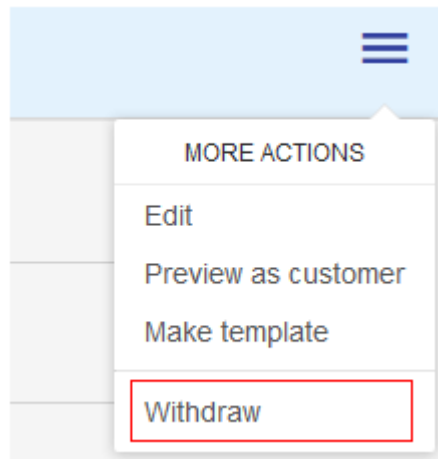 MORE ACTIONS
Edit
Preview as customer
Make template
Withdraw